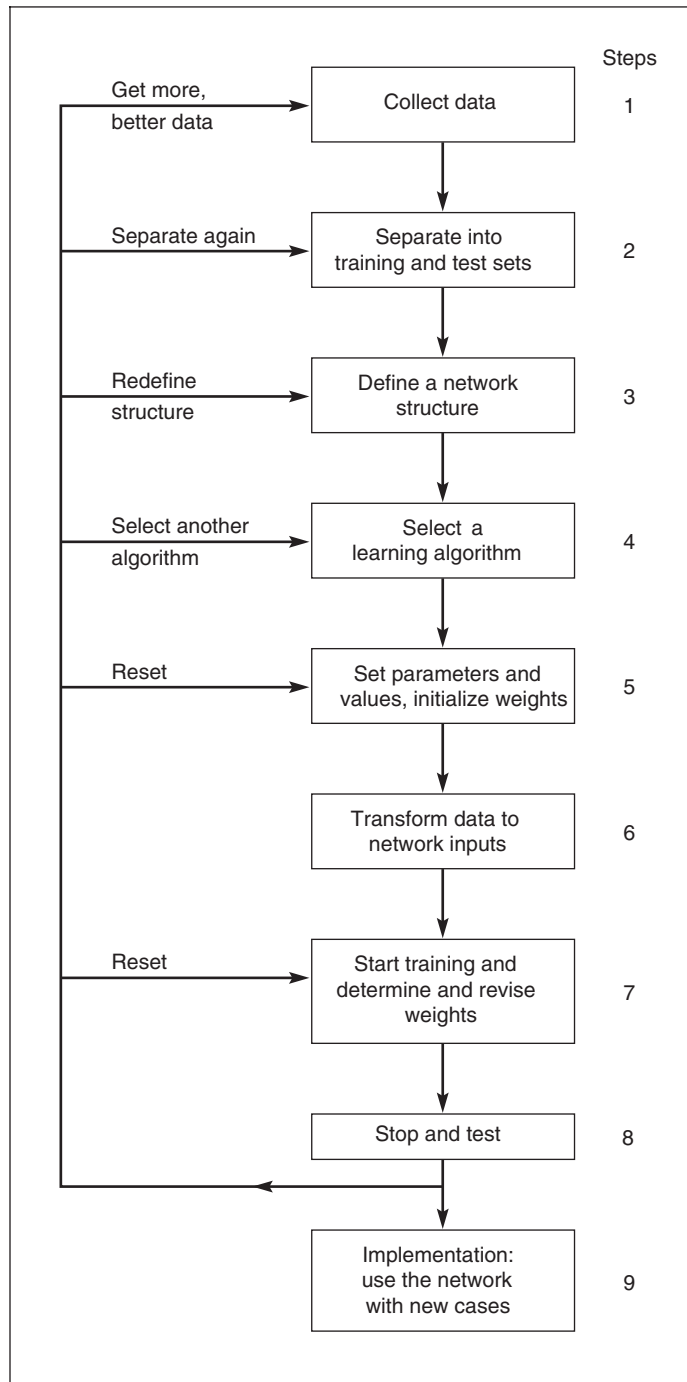 Steps
Get more,
better data
Collect data
1
Separate again
Separate into
training and test sets
2
Redefine
structure
Define a network
structure
3
Select another
algorithm
Select a
learning algorithm
4
Reset
Set parameters and
values, initialize weights
5
Transform data to
network inputs
6
Reset
Start training and
determine and revise
weights
7
Stop and test
8
Implementation:
use the network
with new cases
9